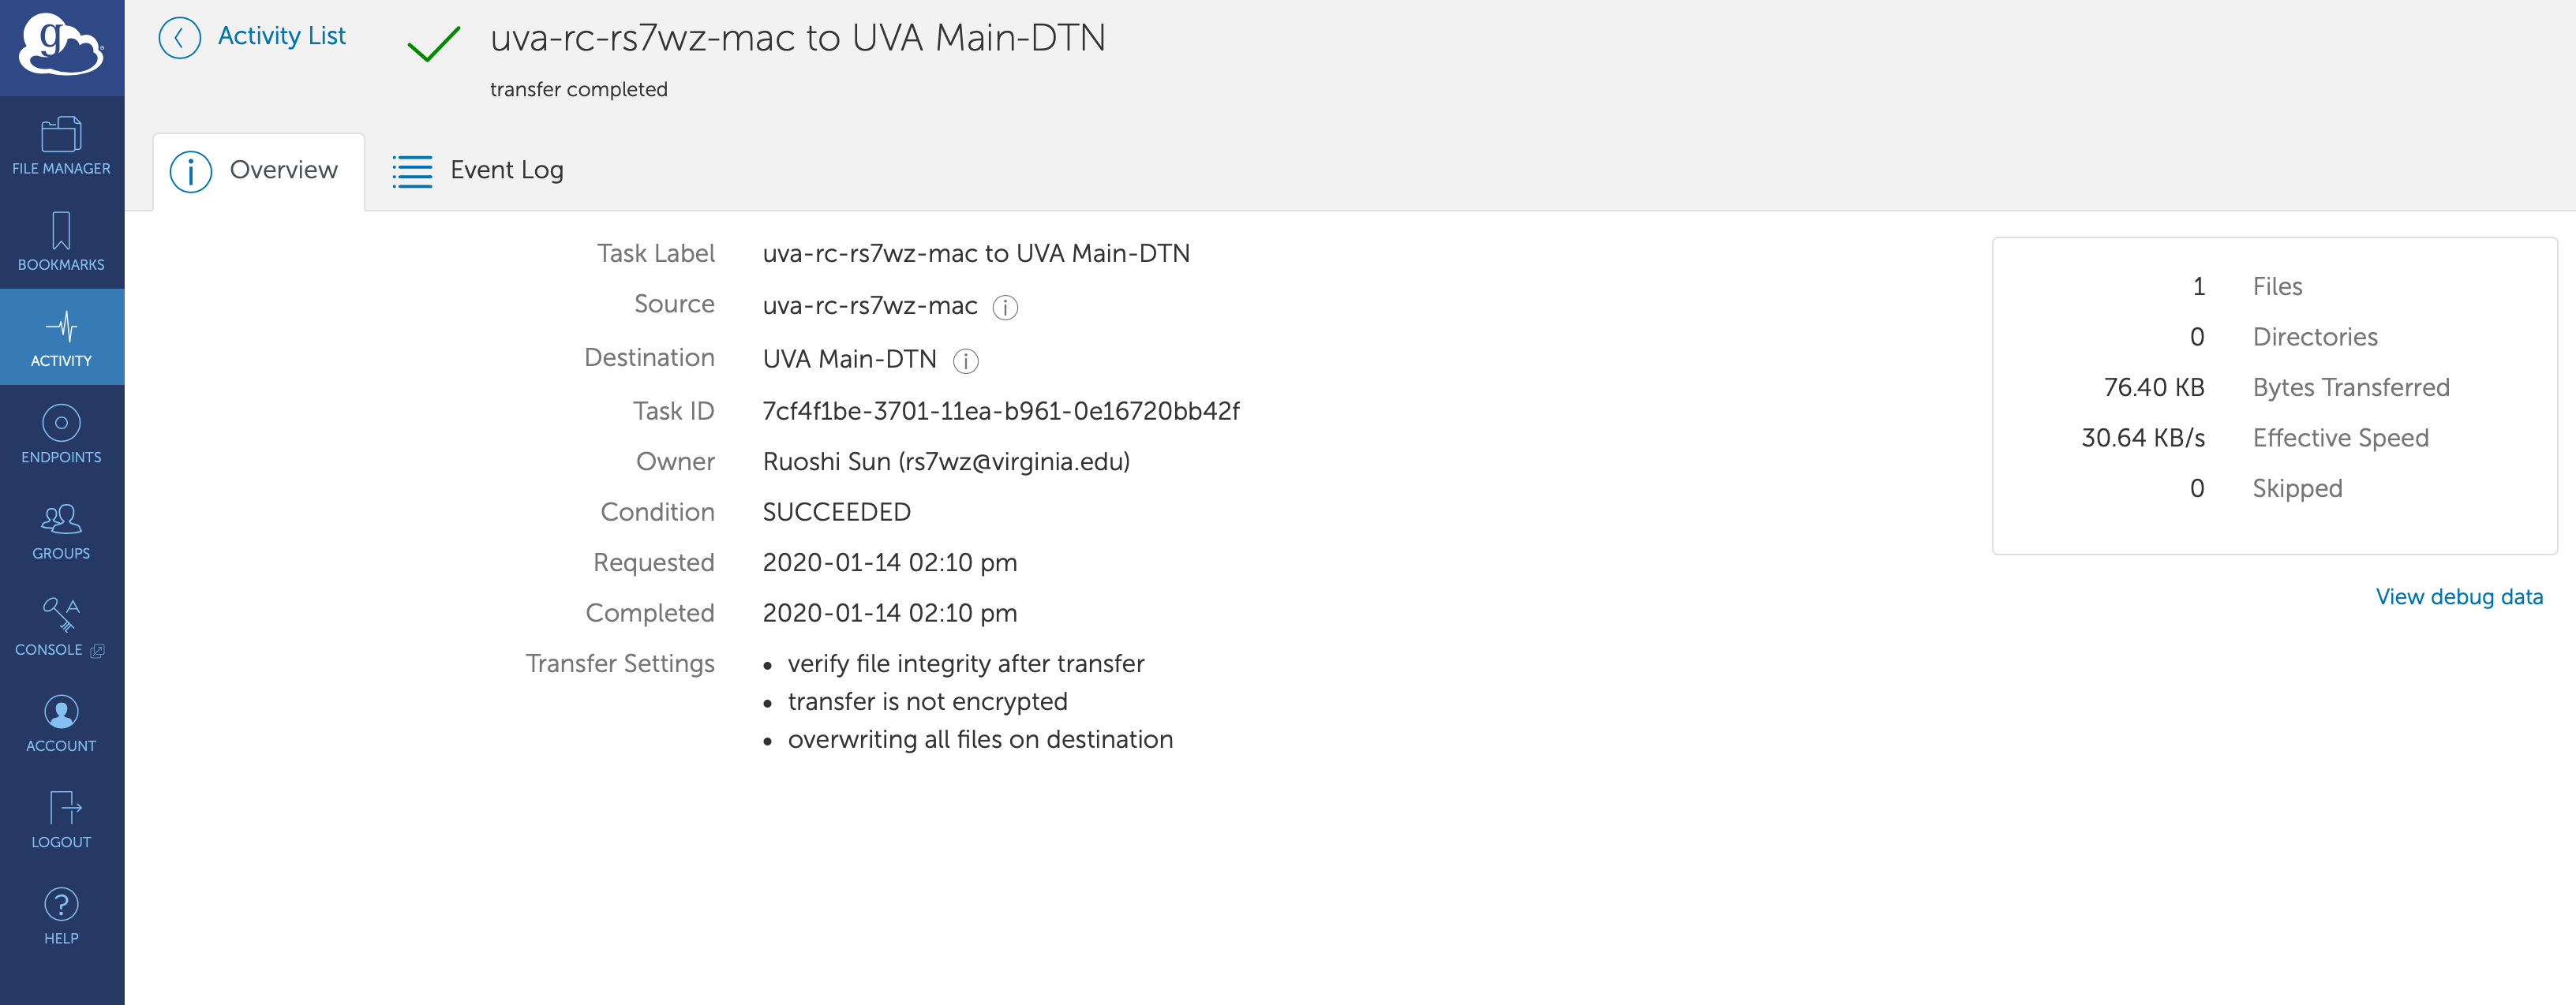 g
Activity List
uva-rc-rs7wz-mac to UVA Main-DTN
transfer completed
FILE MANAGER
BOOKMARKS
ACTIVITY
ENDPOINTS
GROUPS
CONSOLE
ACCOUNT
LOGOUT
HELP
Overview
Event Log
Task Label uva-rc-rs7wz-mac to UVA Main-DTN
Source uva-rc-rs7wz-mac
Destination UVA Main-DTN
Task ID 7cf4f1be-3701-11ea-b961-0e16720bb42f
Owner Ruoshi Sun (rs7wz@virginia.edu)
Condition SUCCEEDED
Requested 2020-01-14 02:10 pm
Completed 2020-01-14 02:10 pm
Transfer Settings • verify file integrity after transfer
• transfer is not encrypted
• overwriting all files on destination
1 Files
0 Directories
76.40 KB Bytes Transferred
30.64 KB/s Effective Speed
0 Skipped
View debug data